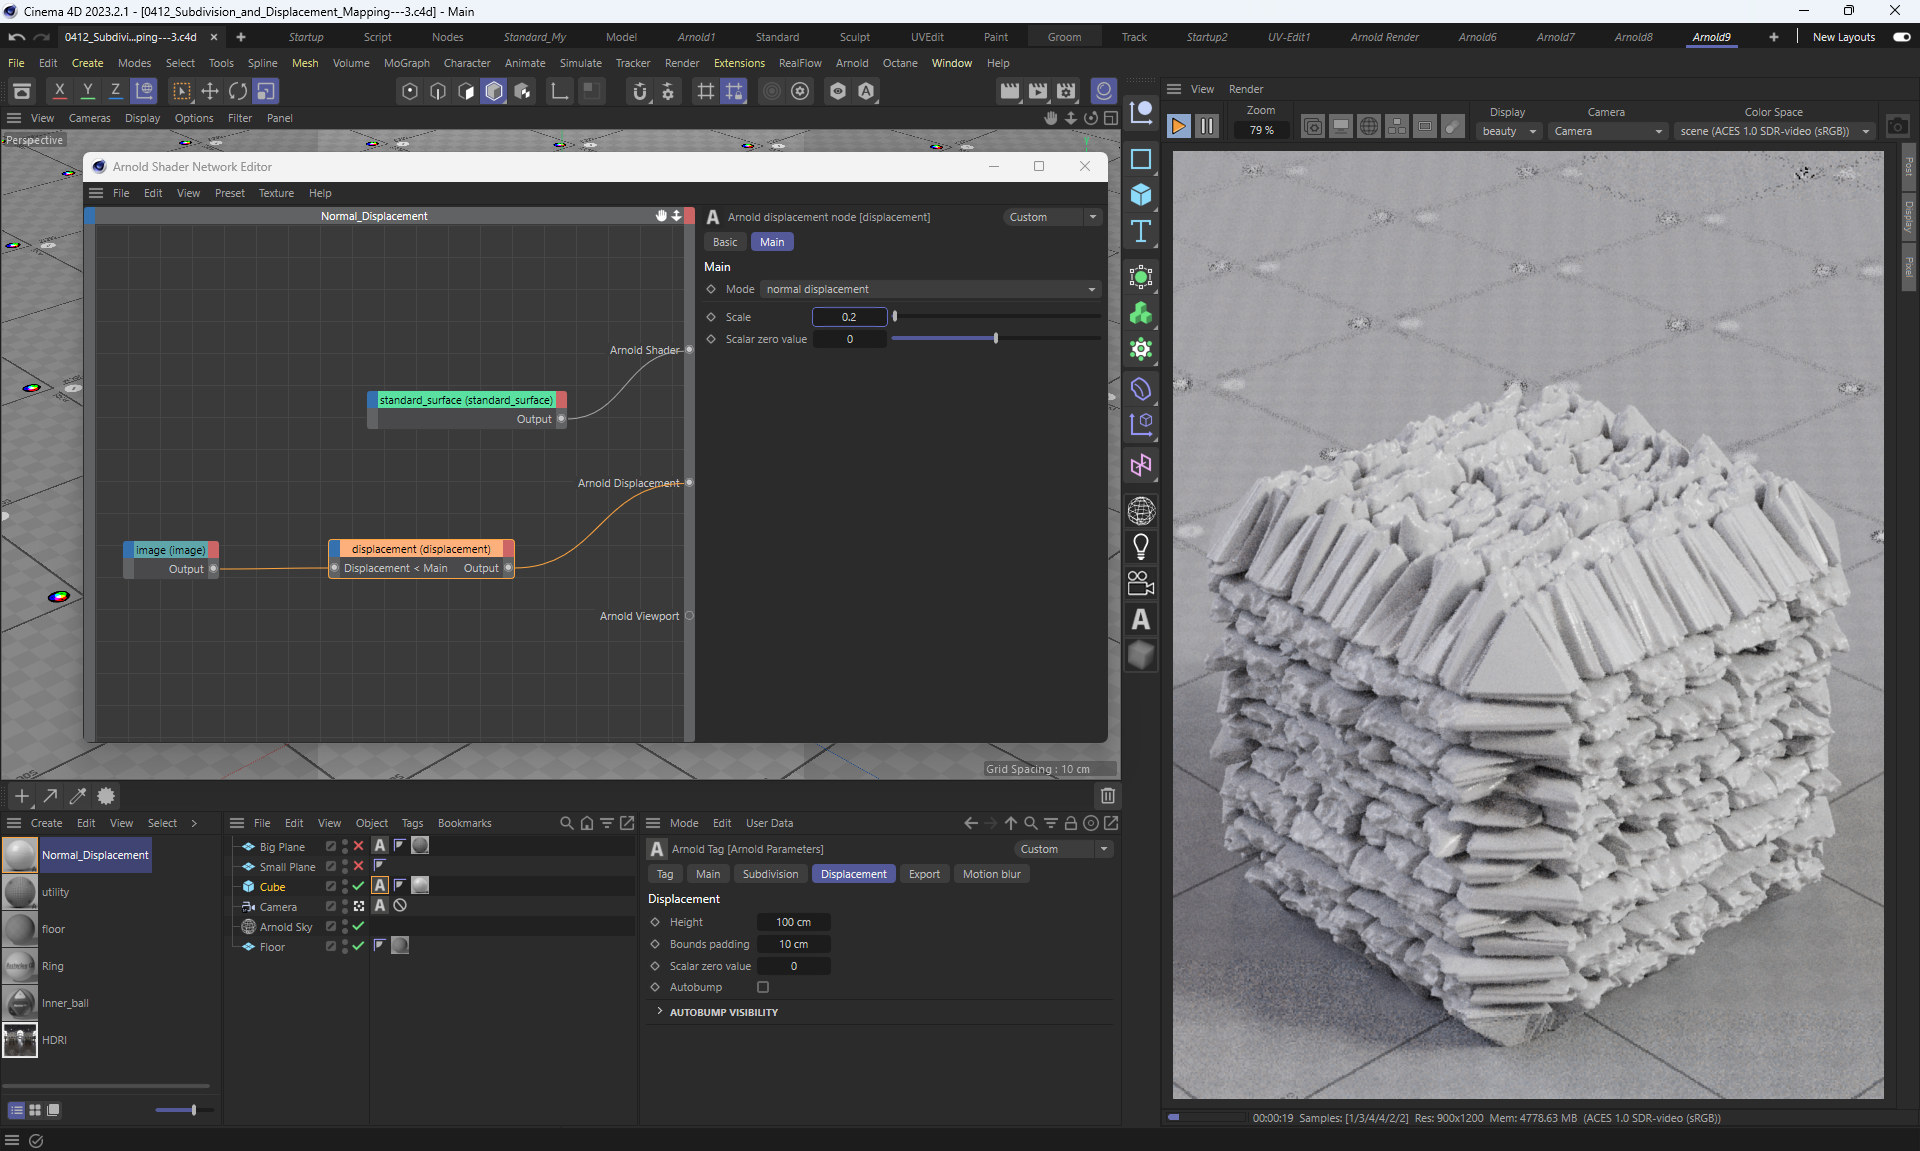 Cinema 4D 2023.2.1 - [0412_Subdivision_and_Displacement_Mapping---3.c4d] - Main
0412_Subdivi...ping---3.c4d
Startup
Script
Nodes
Standard_My
Model
Arnold1
Standard
Sculpt
UVEdit
Paint
Groom
Track
Startup2
UV-Edit1
Arnold Render
Arnold6
Arnold7
Arnold8
Arnold9
New Layouts
File Edit Create Modes Select Tools Spline Mesh Volume MoGraph Character Animate Simulate Tracker Render Extensions RealFlow Arnold Octane Window Help
X Y Z
View Render
View Cameras Display Options Filter Panel
Zoom
79 %
Display
beauty
Camera
Camera
Color Space
scene (ACES 1.0 SDR-video (sRGB))
Perspective
Arnold Shader Network Editor
File Edit View Preset Texture Help
Normal_Displacement
Arnold Shader
standard_surface (standard_surface)
Output
Arnold Displacement
image (image)
Output
displacement (displacement)
Displacement < Main Output
Arnold Viewport
Arnold displacement node [displacement]
Custom
Basic Main
Main
Mode normal displacement
Scale 0.2
Scalar zero value 0
Post
Display
Pixel
Grid Spacing : 10 cm
Create Edit View Select
Normal_Displacement
utility
floor
Ring
Inner_ball
HDRI
File Edit View Object Tags Bookmarks
Big Plane
Small Plane
Cube
Camera
Arnold Sky
Floor
Mode Edit User Data
Arnold Tag [Arnold Parameters]
Custom
Tag Main Subdivision Displacement Export Motion blur
Displacement
Height 100 cm
Bounds padding 10 cm
Scalar zero value 0
Autobump
AUTOBUMP VISIBILITY
00:00:19 Samples: [1/3/4/4/2/2] Res: 900x1200 Mem: 4778.63 MB (ACES 1.0 SDR-video (sRGB))